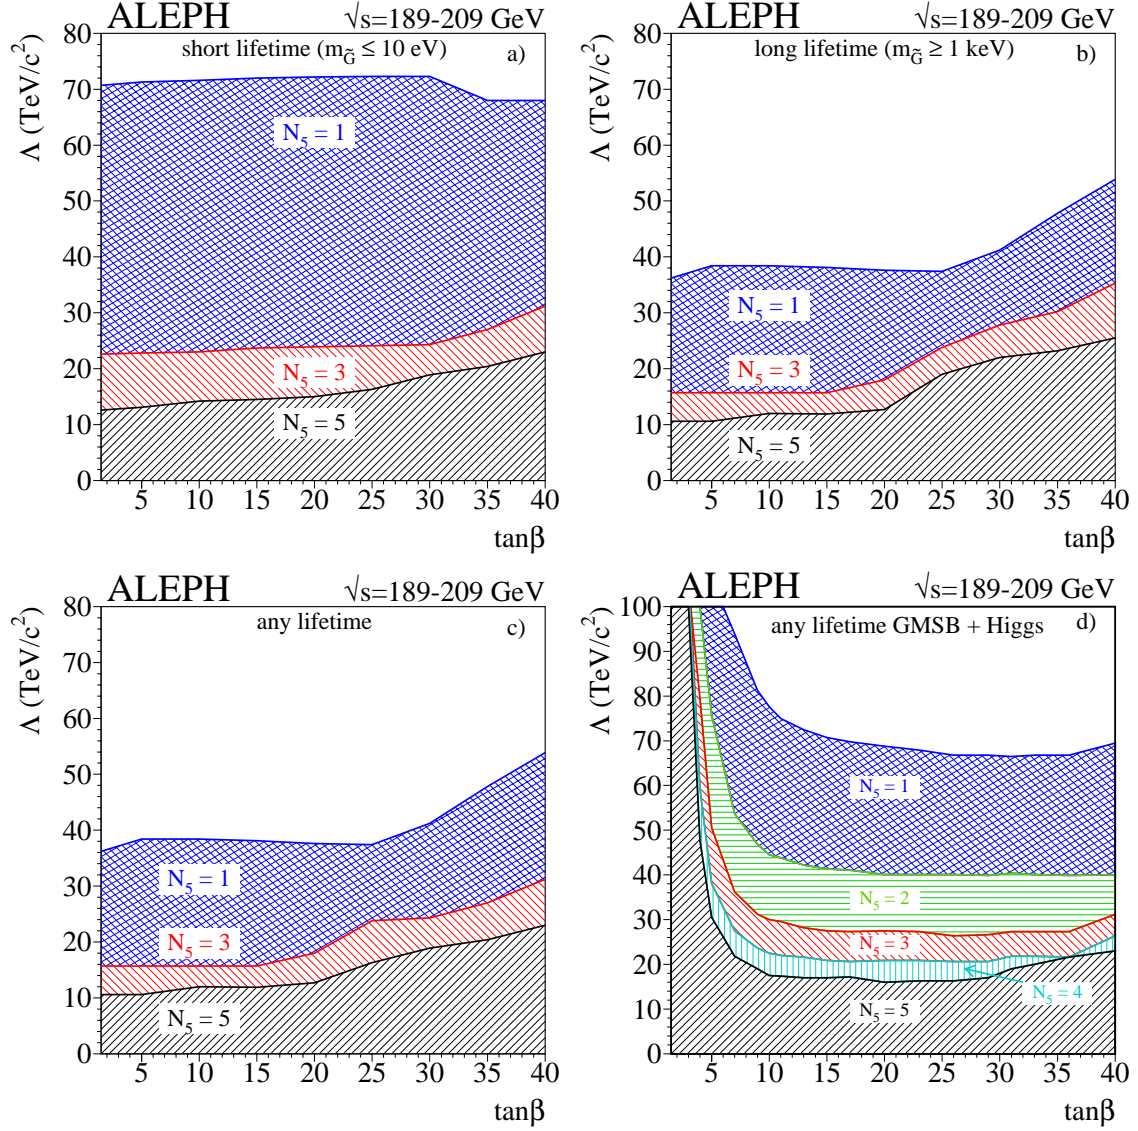 ALEPH √s=189-209 GeV
short lifetime (m_G̃ ≤ 10 eV) a)
Λ (TeV/c²)
80
70
60
50
40
30
20
10
0
N₅ = 1
N₅ = 3
N₅ = 5
5 10 15 20 25 30 35 40
tanβ
ALEPH √s=189-209 GeV
long lifetime (m_G̃ ≥ 1 keV) b)
Λ (TeV/c²)
80
70
60
50
40
30
20
10
0
N₅ = 1
N₅ = 3
N₅ = 5
5 10 15 20 25 30 35 40
tanβ
ALEPH √s=189-209 GeV
any lifetime c)
Λ (TeV/c²)
80
70
60
50
40
30
20
10
0
N₅ = 1
N₅ = 3
N₅ = 5
5 10 15 20 25 30 35 40
tanβ
ALEPH √s=189-209 GeV
any lifetime GMSB + Higgs d)
Λ (TeV/c²)
100
90
80
70
60
50
40
30
20
10
0
N₅ = 1
N₅ = 2
N₅ = 3
N₅ = 4
N₅ = 5
5 10 15 20 25 30 35 40
tanβ